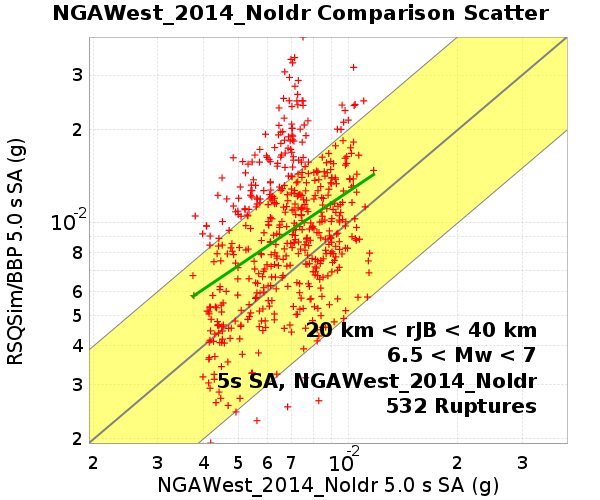 NGAWest_2014_NoIdr Comparison Scatter
RSQSim/BBP 5.0 s SA (g)
3
2
10-2
8
6
5
4
3
2
20 km < rJB < 40 km
6.5 < Mw < 7
5s SA, NGAWest_2014_NoIdr
532 Ruptures
2 3 4 5 6 7 10-2 2 3
NGAWest_2014_NoIdr 5.0 s SA (g)